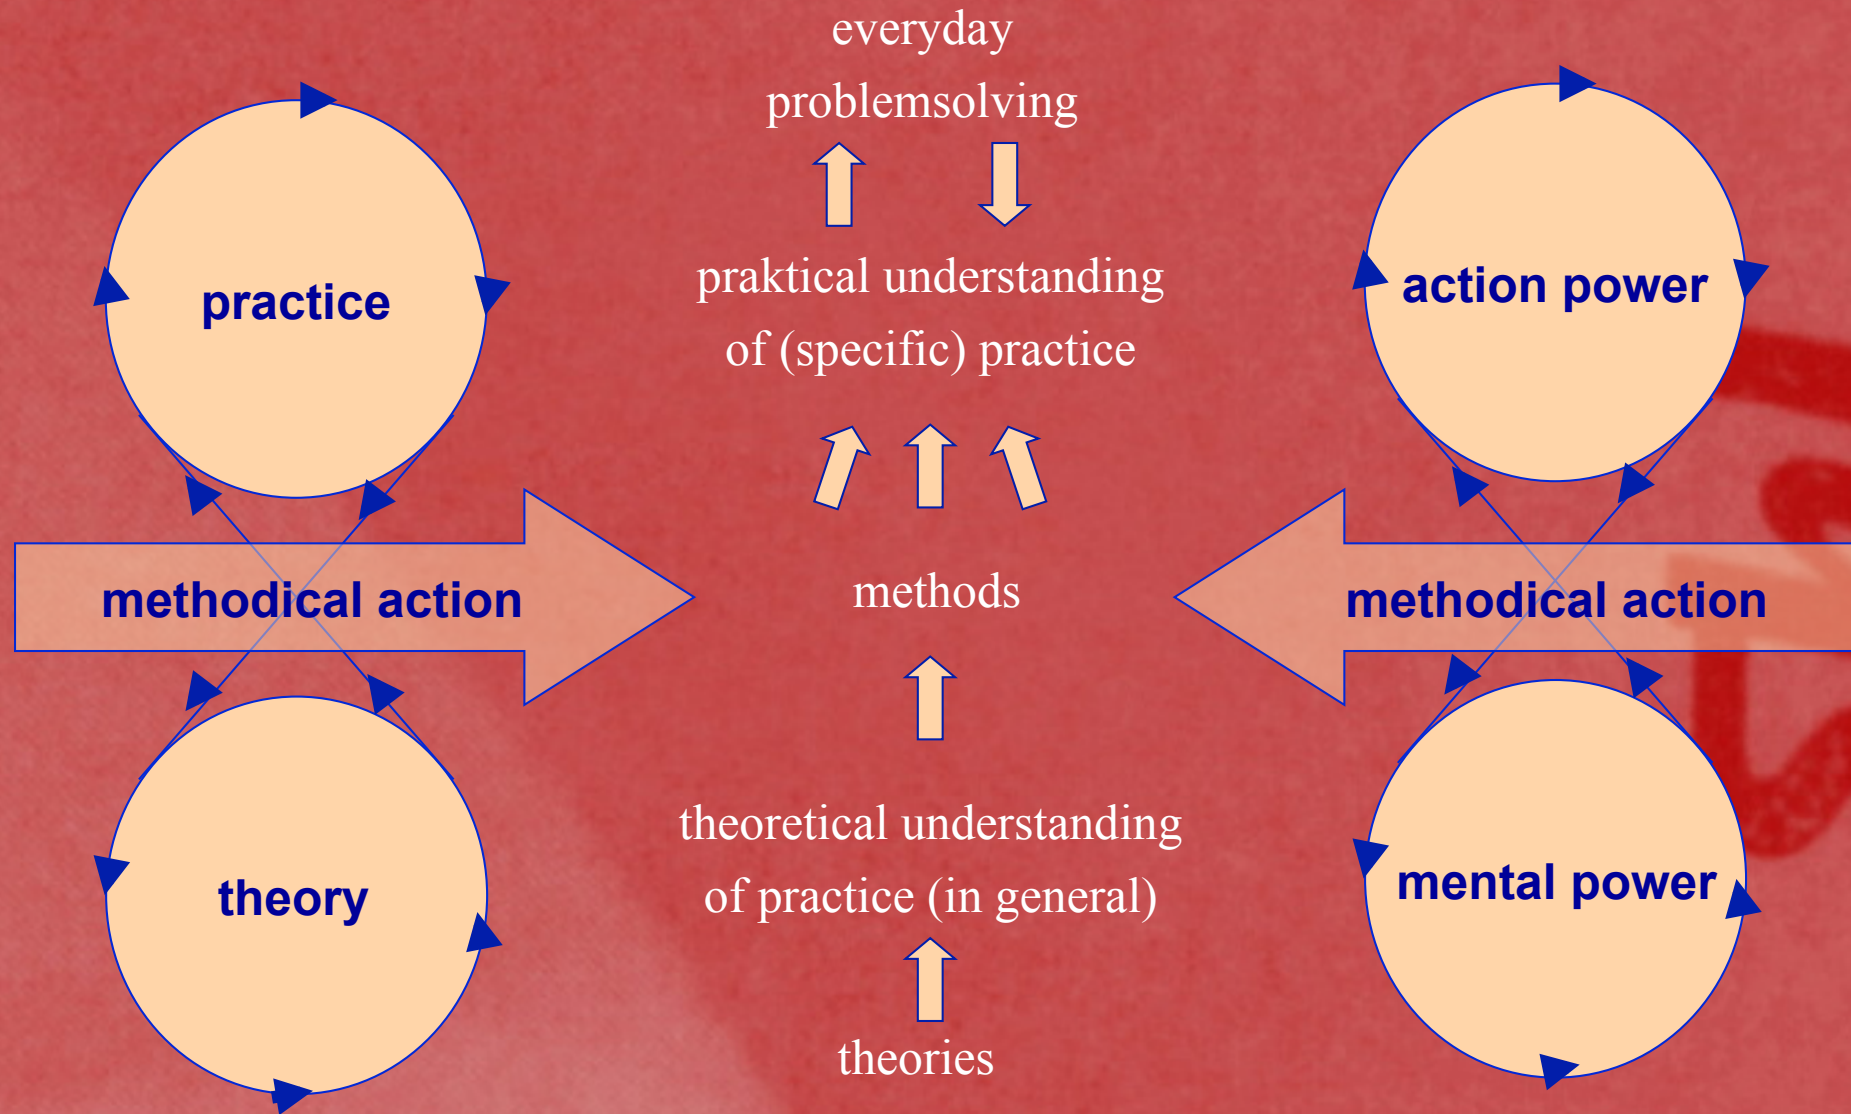 everyday
problemsolving
practice
praktical understanding
of (specific) practice
action power
methodical action
methods
methodical action
theory
theoretical understanding
of practice (in general)
mental power
theories